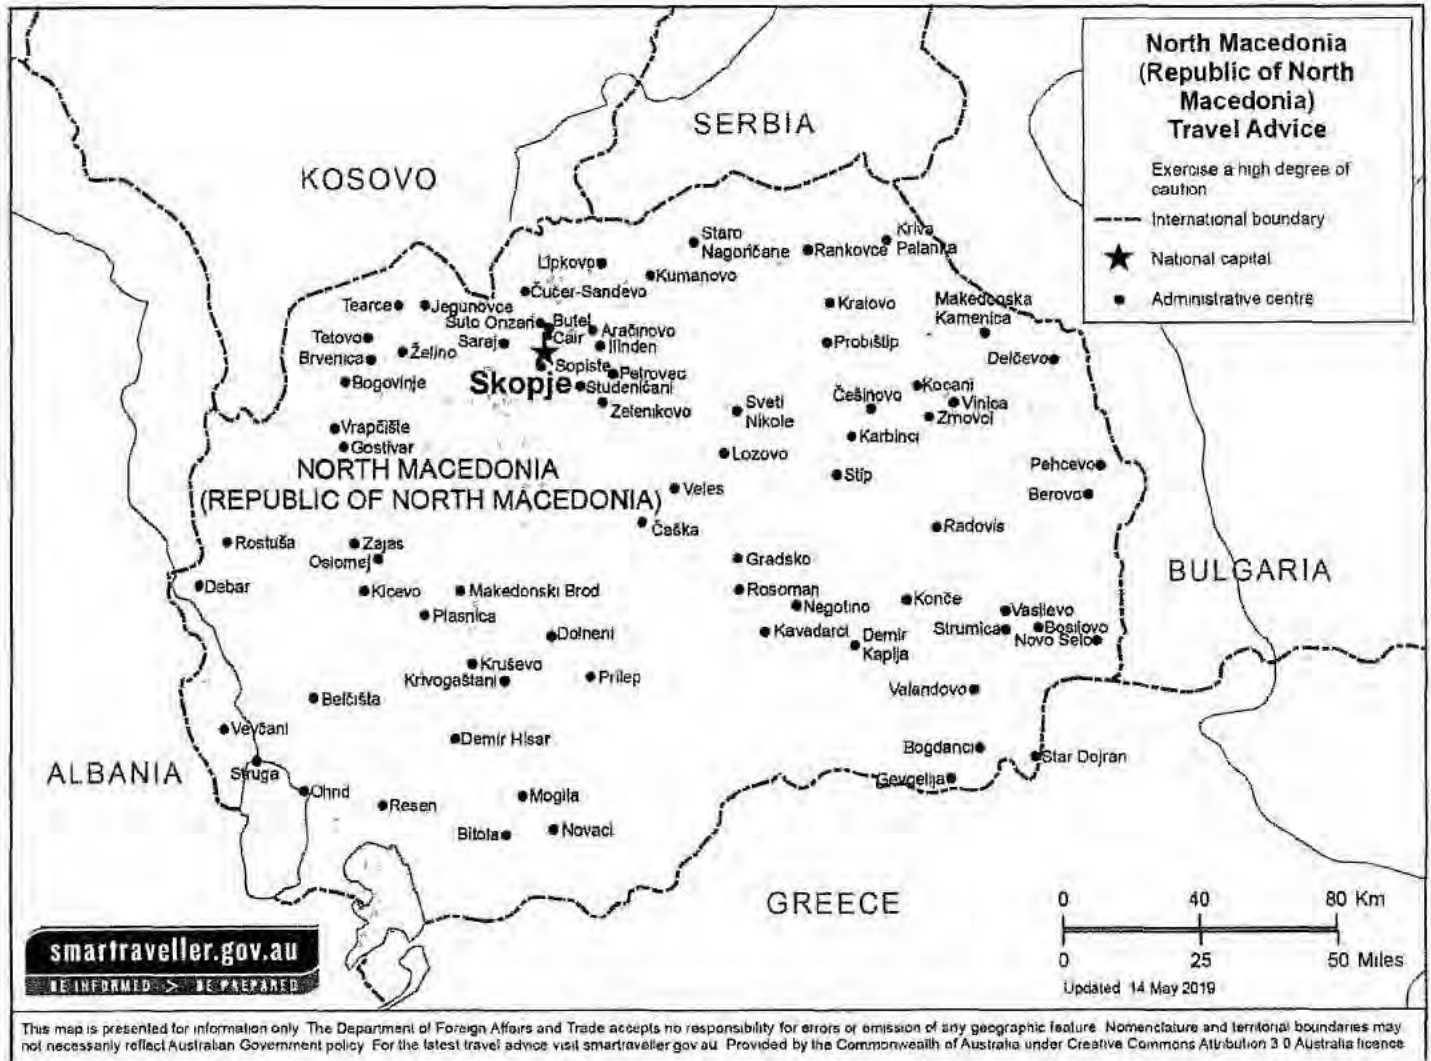 North Macedonia
(Republic of North
Macedonia)
Travel Advice
Exercise a high degree of
caution
International boundary
National capital
Administrative centre
SERBIA
KOSOVO
Staro
Nagoričane
Rankovce
Kriva
Palanka
Lipkovo
Kumanovo
Čučer-Sandevo
Tearce
Jegunovce
Kratovo
Makedonska
Kamenica
Suto Orizari
Butel
Aračinovo
Tetovo
Saraj
Cair
Ilinden
Probištip
Brvenica
Želino
Delčevo
Sopiste
Petrovec
Bogovinje
Skopje
Studeničani
Kocani
Češinovo
Vinica
Zelenikovo
Sveti
Nikole
Zrnovci
Vrapčište
Karbinci
Gostivar
Lozovo
NORTH MACEDONIA
(REPUBLIC OF NORTH MACEDONIA)
Pehcevo
Stip
Veles
Berovo
Čaška
Radovis
Rostuša
Zajas
Oslomej
Gradsko
BULGARIA
Debar
Kicevo
Makedonski Brod
Rosoman
Negotino
Konče
Vasilevo
Plasnica
Dolneni
Kavadarci
Demir
Kapija
Strumica
Bosilovo
Novo Selo
Kruševo
Krivogaštani
Prilep
Belčišta
Valandovo
Vevčani
Demir Hisar
Bogdanci
Star Dojran
ALBANIA
Struga
Gevgelija
Ohrid
Resen
Mogila
Bitola
Novaci
GREECE
0 40 80 Km
0 25 50 Miles
Updated 14 May 2019
smartraveller.gov.au
BE INFORMED > BE PREPARED
This map is presented for information only. The Department of Foreign Affairs and Trade accepts no responsibility for errors or omission of any geographic feature. Nomenclature and territorial boundaries may
not necessarily reflect Australian Government policy. For the latest travel advice visit smartraveller.gov.au. Provided by the Commonwealth of Australia under Creative Commons Attribution 3.0 Australia licence